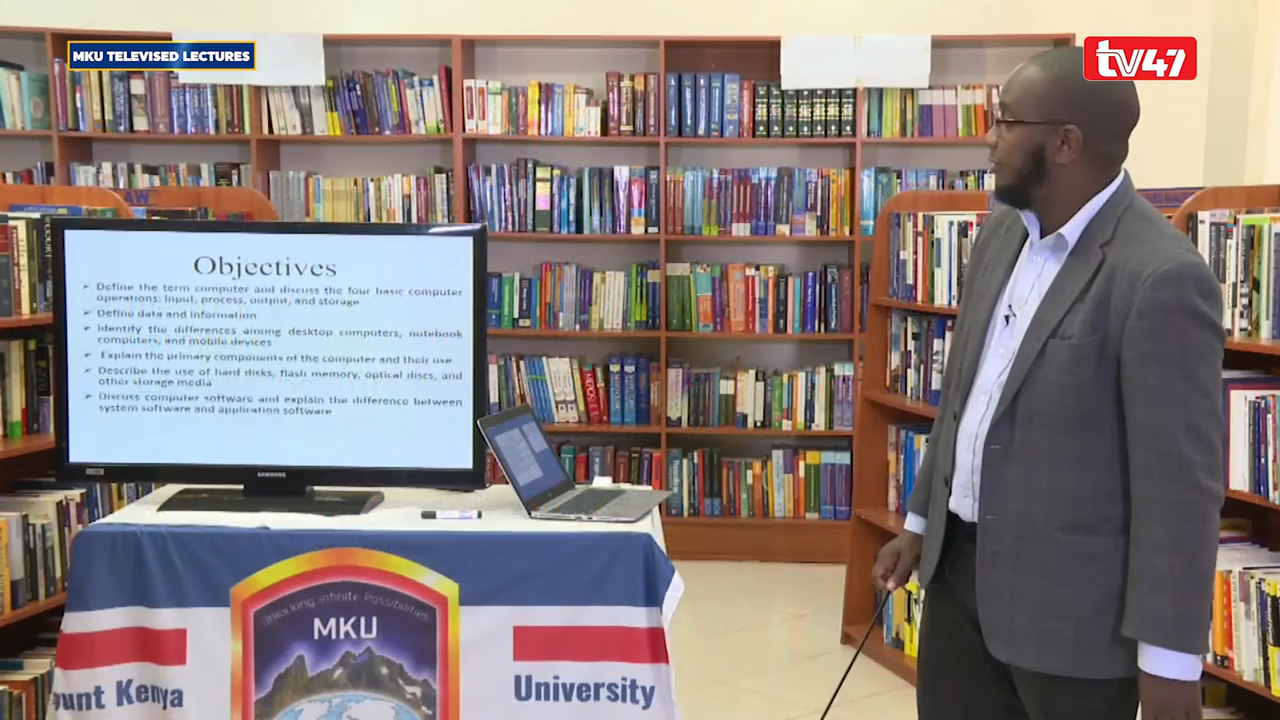 MKU TELEVISED LECTURES
tv47
Objectives
➢ Define the term computer and discuss the four basic computer
operations: input, process, output, and storage
➢ Define data and information
➢ Identify the differences among desktop computers, notebook
computers, and mobile devices
➢ Explain the primary components of the computer and their use
➢ Describe the use of hard disks, flash memory, optical discs, and
other storage media
➢ Discuss computer software and explain the difference between
system software and application software
SAMSUNG
Unlocking Infinite Possibilities
MKU
ount Kenya
University